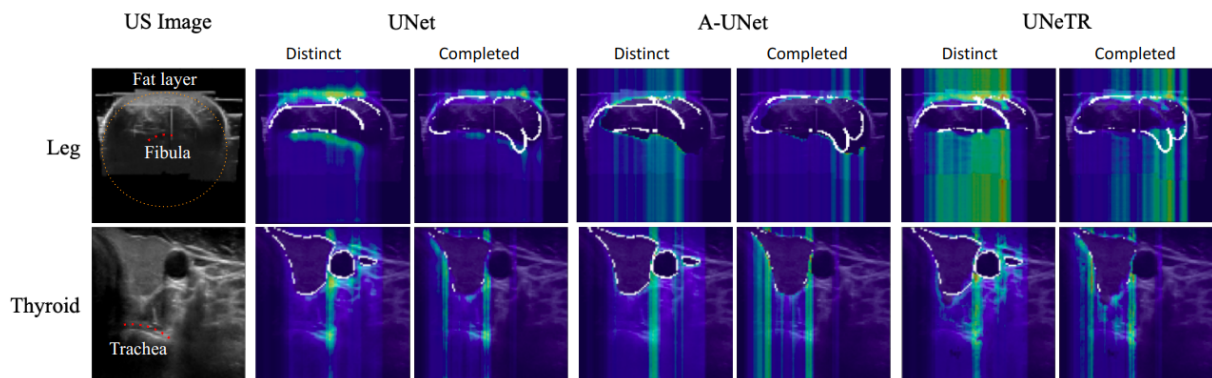 US Image UNet A-UNet UNeTR
Distinct Completed Distinct Completed Distinct Completed
Leg
Fat layer
Fibula
Thyroid
Trachea